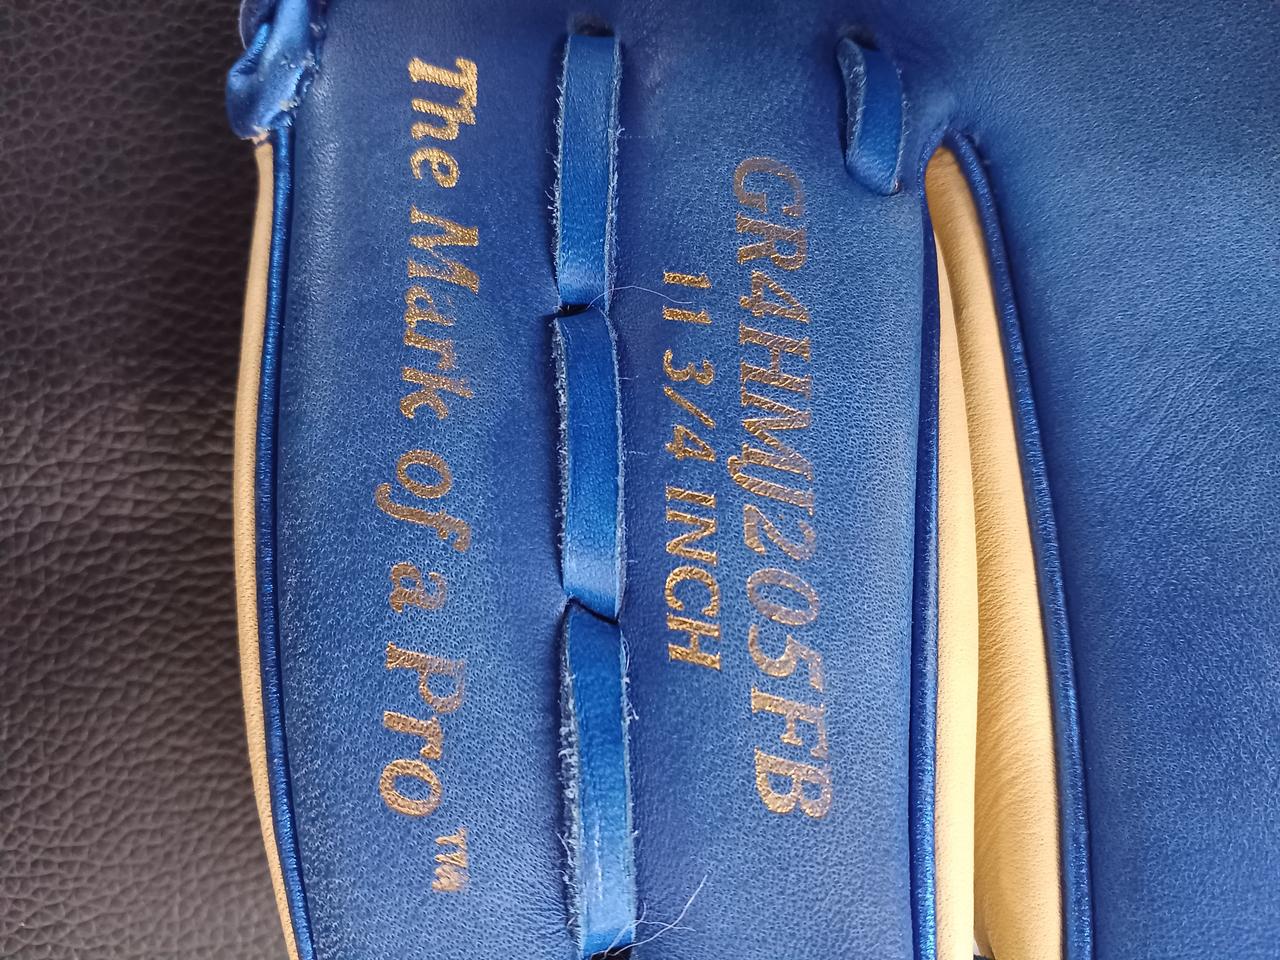 GR4HMJ205FB
11 3/4 INCH
The Mark of a Pro™